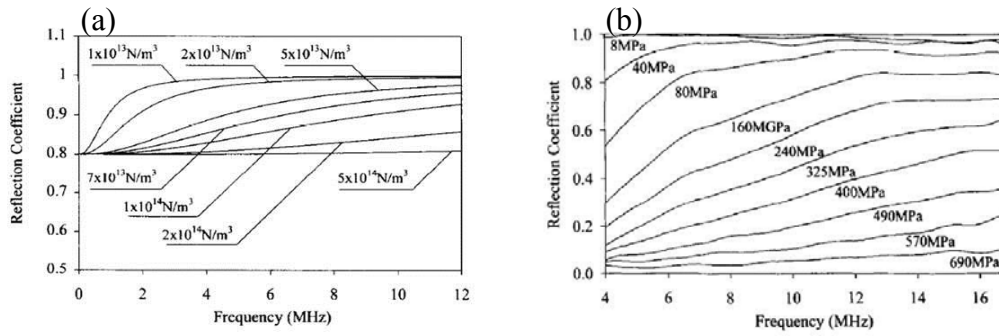 (a)
1.1
1
0.9
0.8
0.7
0.6
0.5
Reflection Coefficient
1x10¹³N/m³
2x10¹³N/m³
5x10¹³N/m³
7x10¹³N/m³
1x10¹⁴N/m³
2x10¹⁴N/m³
5x10¹⁴N/m³
0 2 4 6 8 10 12
Frequency (MHz)
(b)
1.0
0.8
0.6
0.4
0.2
0.0
Reflection Coefficient
8MPa
40MPa
80MPa
160MGPa
240MPa
325MPa
400MPa
490MPa
570MPa
690MPa
4 6 8 10 12 14 16
Frequency (MHz)